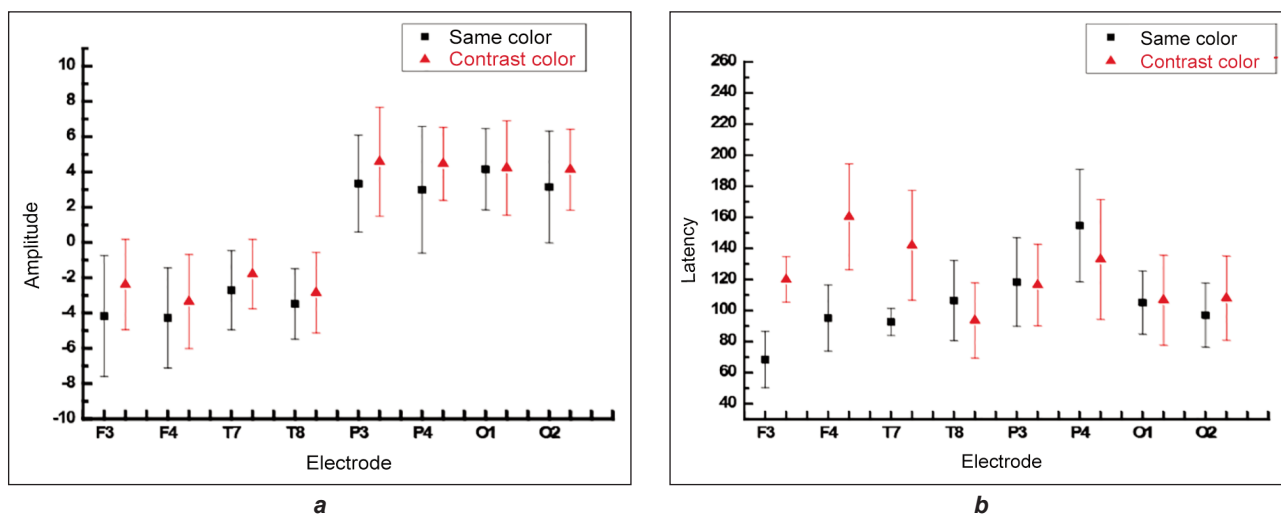 Same color
Contrast color
10
8
6
4
2
0
-2
-4
-6
-8
-10
Amplitude
F3 F4 T7 T8 P3 P4 O1 O2
Electrode
a
Same color
Contrast color
260
240
220
200
180
160
140
120
100
80
60
40
Latency
F3 F4 T7 T8 P3 P4 O1 O2
Electrode
b